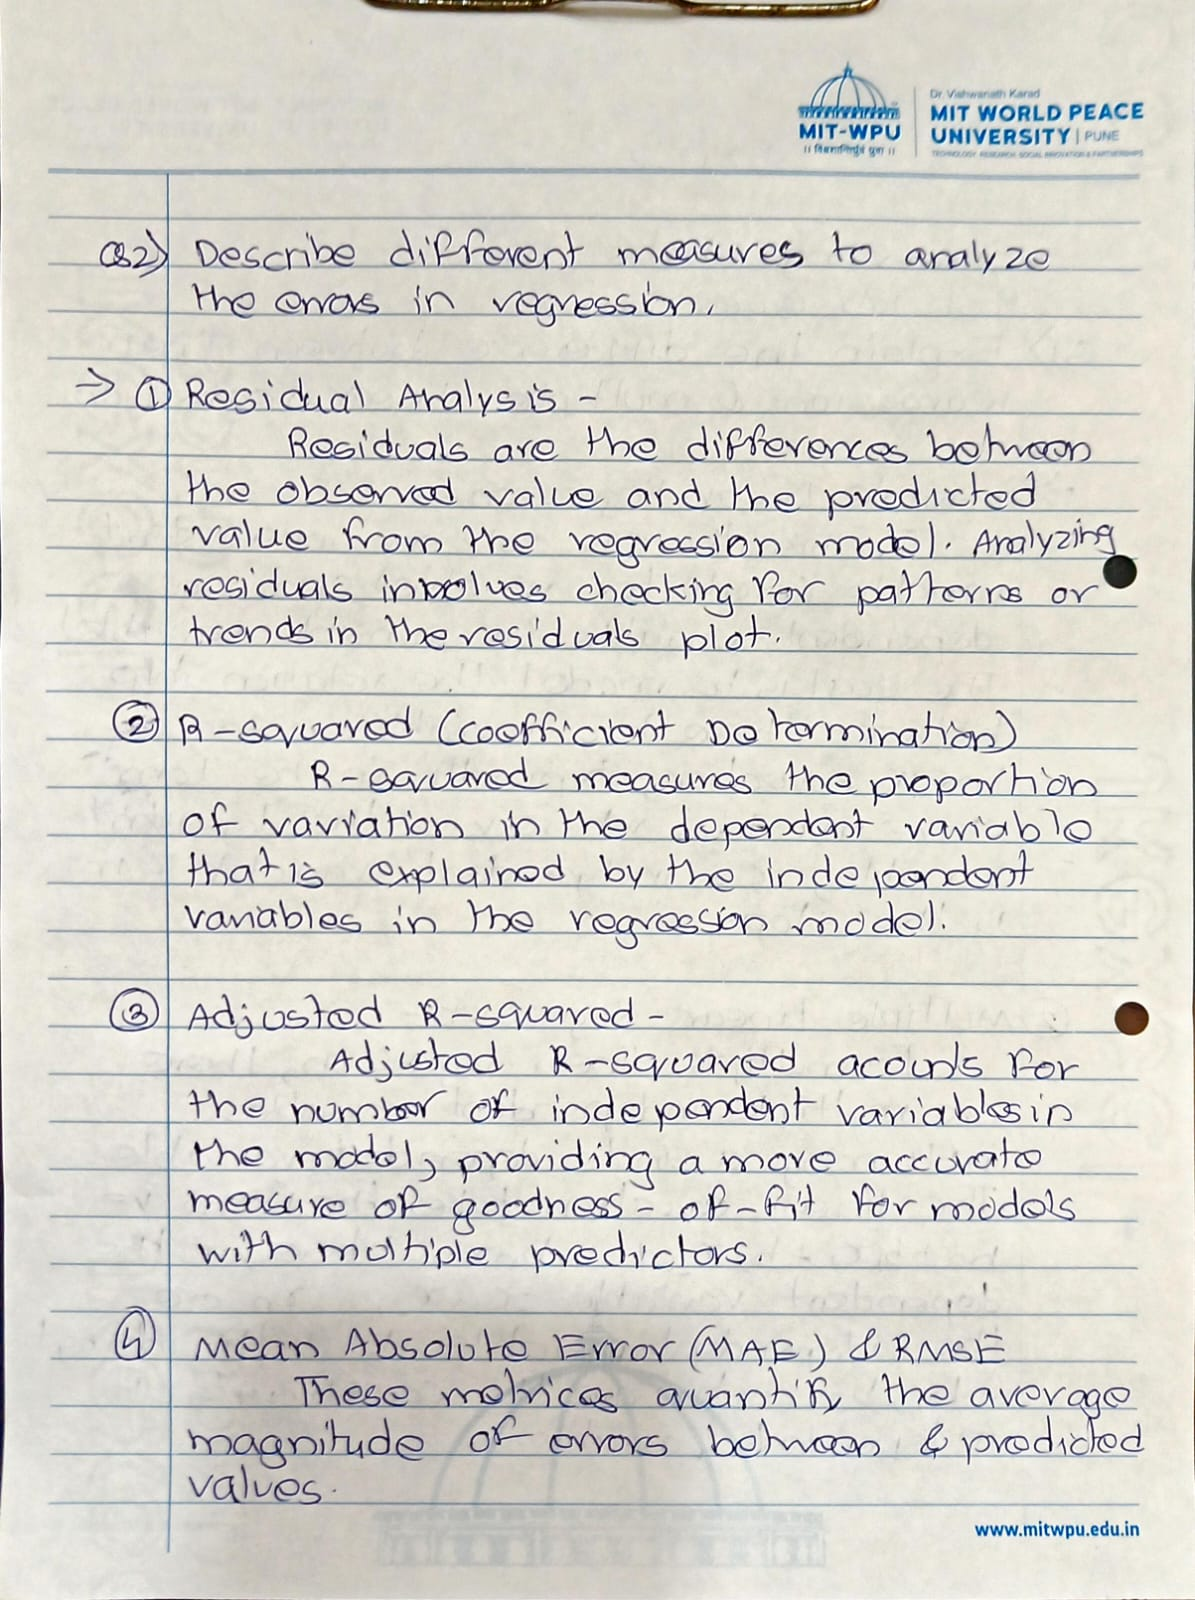 Dr. Vishwanath Karad
MIT WORLD PEACE
UNIVERSITY | PUNE
TECHNOLOGY, RESEARCH, SOCIAL INNOVATION & PARTNERSHIPS
MIT-WPU
॥ विश्वशान्तिर्ध्रुवं ध्रुवा ॥
Q2) Describe different measures to analyze
the errors in regression.
→ ① Residual Analysis -
Residuals are the differences between
the observed value and the predicted
value from the regression model. Analyzing
residuals involves checking for patterns or
trends in the residuals plot.
② R-squared (coefficient Determination)
R-squared measures the proportion
of variation in the dependent variable
that is explained by the independent
variables in the regression model.
③ Adjusted R-squared -
Adjusted R-squared acounts for
the number of independent variables in
the model, providing a more accurate
measure of goodness-of-fit for models
with multiple predictors.
④ Mean Absolute Error (MAE) & RMSE
These metrices quantify the average
magnitude of errors between & predicted
values.
www.mitwpu.edu.in